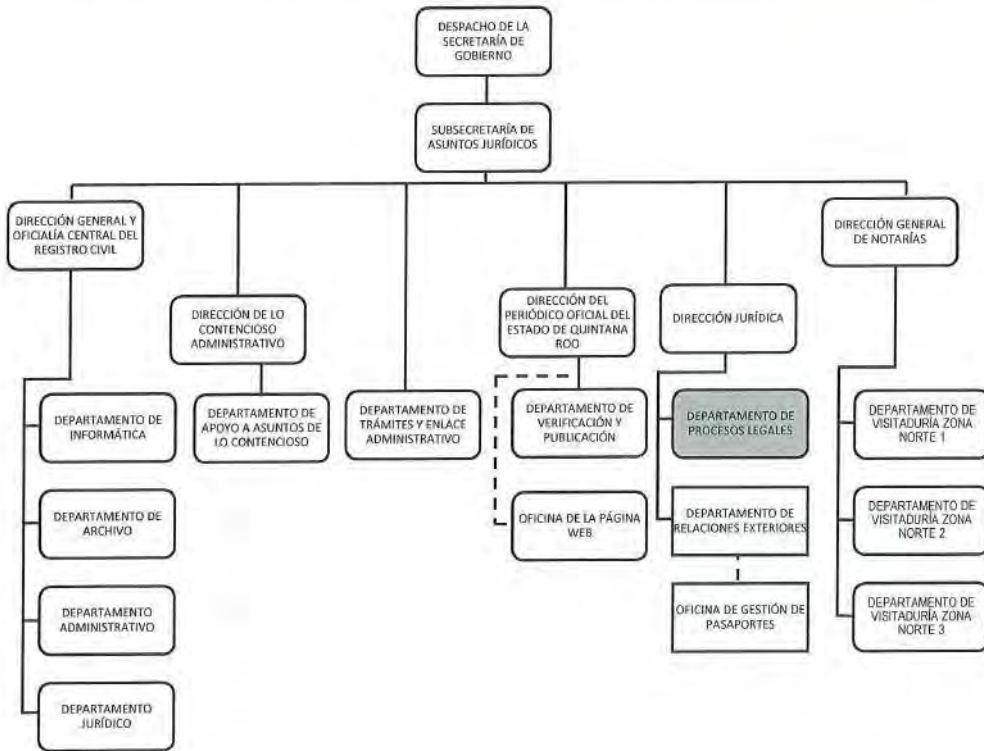 DESPACHO DE LA
SECRETARÍA DE
GOBIERNO
SUBSECRETARÍA DE
ASUNTOS JURÍDICOS
DIRECCIÓN GENERAL Y
OFICIALÍA CENTRAL DEL
REGISTRO CIVIL
DIRECCIÓN GENERAL
DE NOTARÍAS
DIRECCIÓN DE LO
CONTENCIOSO
ADMINISTRATIVO
DIRECCIÓN DEL
PERIÓDICO OFICIAL DEL
ESTADO DE QUINTANA
ROO
DIRECCIÓN JURÍDICA
DEPARTAMENTO DE
INFORMÁTICA
DEPARTAMENTO DE
APOYO A ASUNTOS DE
LO CONTENCIOSO
DEPARTAMENTO DE
TRÁMITES Y ENLACE
ADMINISTRATIVO
DEPARTAMENTO DE
VERIFICACIÓN Y
PUBLICACIÓN
DEPARTAMENTO DE
PROCESOS LEGALES
DEPARTAMENTO DE
VISITADURÍA ZONA
NORTE 1
DEPARTAMENTO DE
ARCHIVO
OFICINA DE LA PÁGINA
WEB
DEPARTAMENTO DE
RELACIONES EXTERIORES
DEPARTAMENTO DE
VISITADURÍA ZONA
NORTE 2
DEPARTAMENTO
ADMINISTRATIVO
OFICINA DE GESTIÓN DE
PASAPORTES
DEPARTAMENTO DE
VISITADURÍA ZONA
NORTE 3
DEPARTAMENTO
JURÍDICO